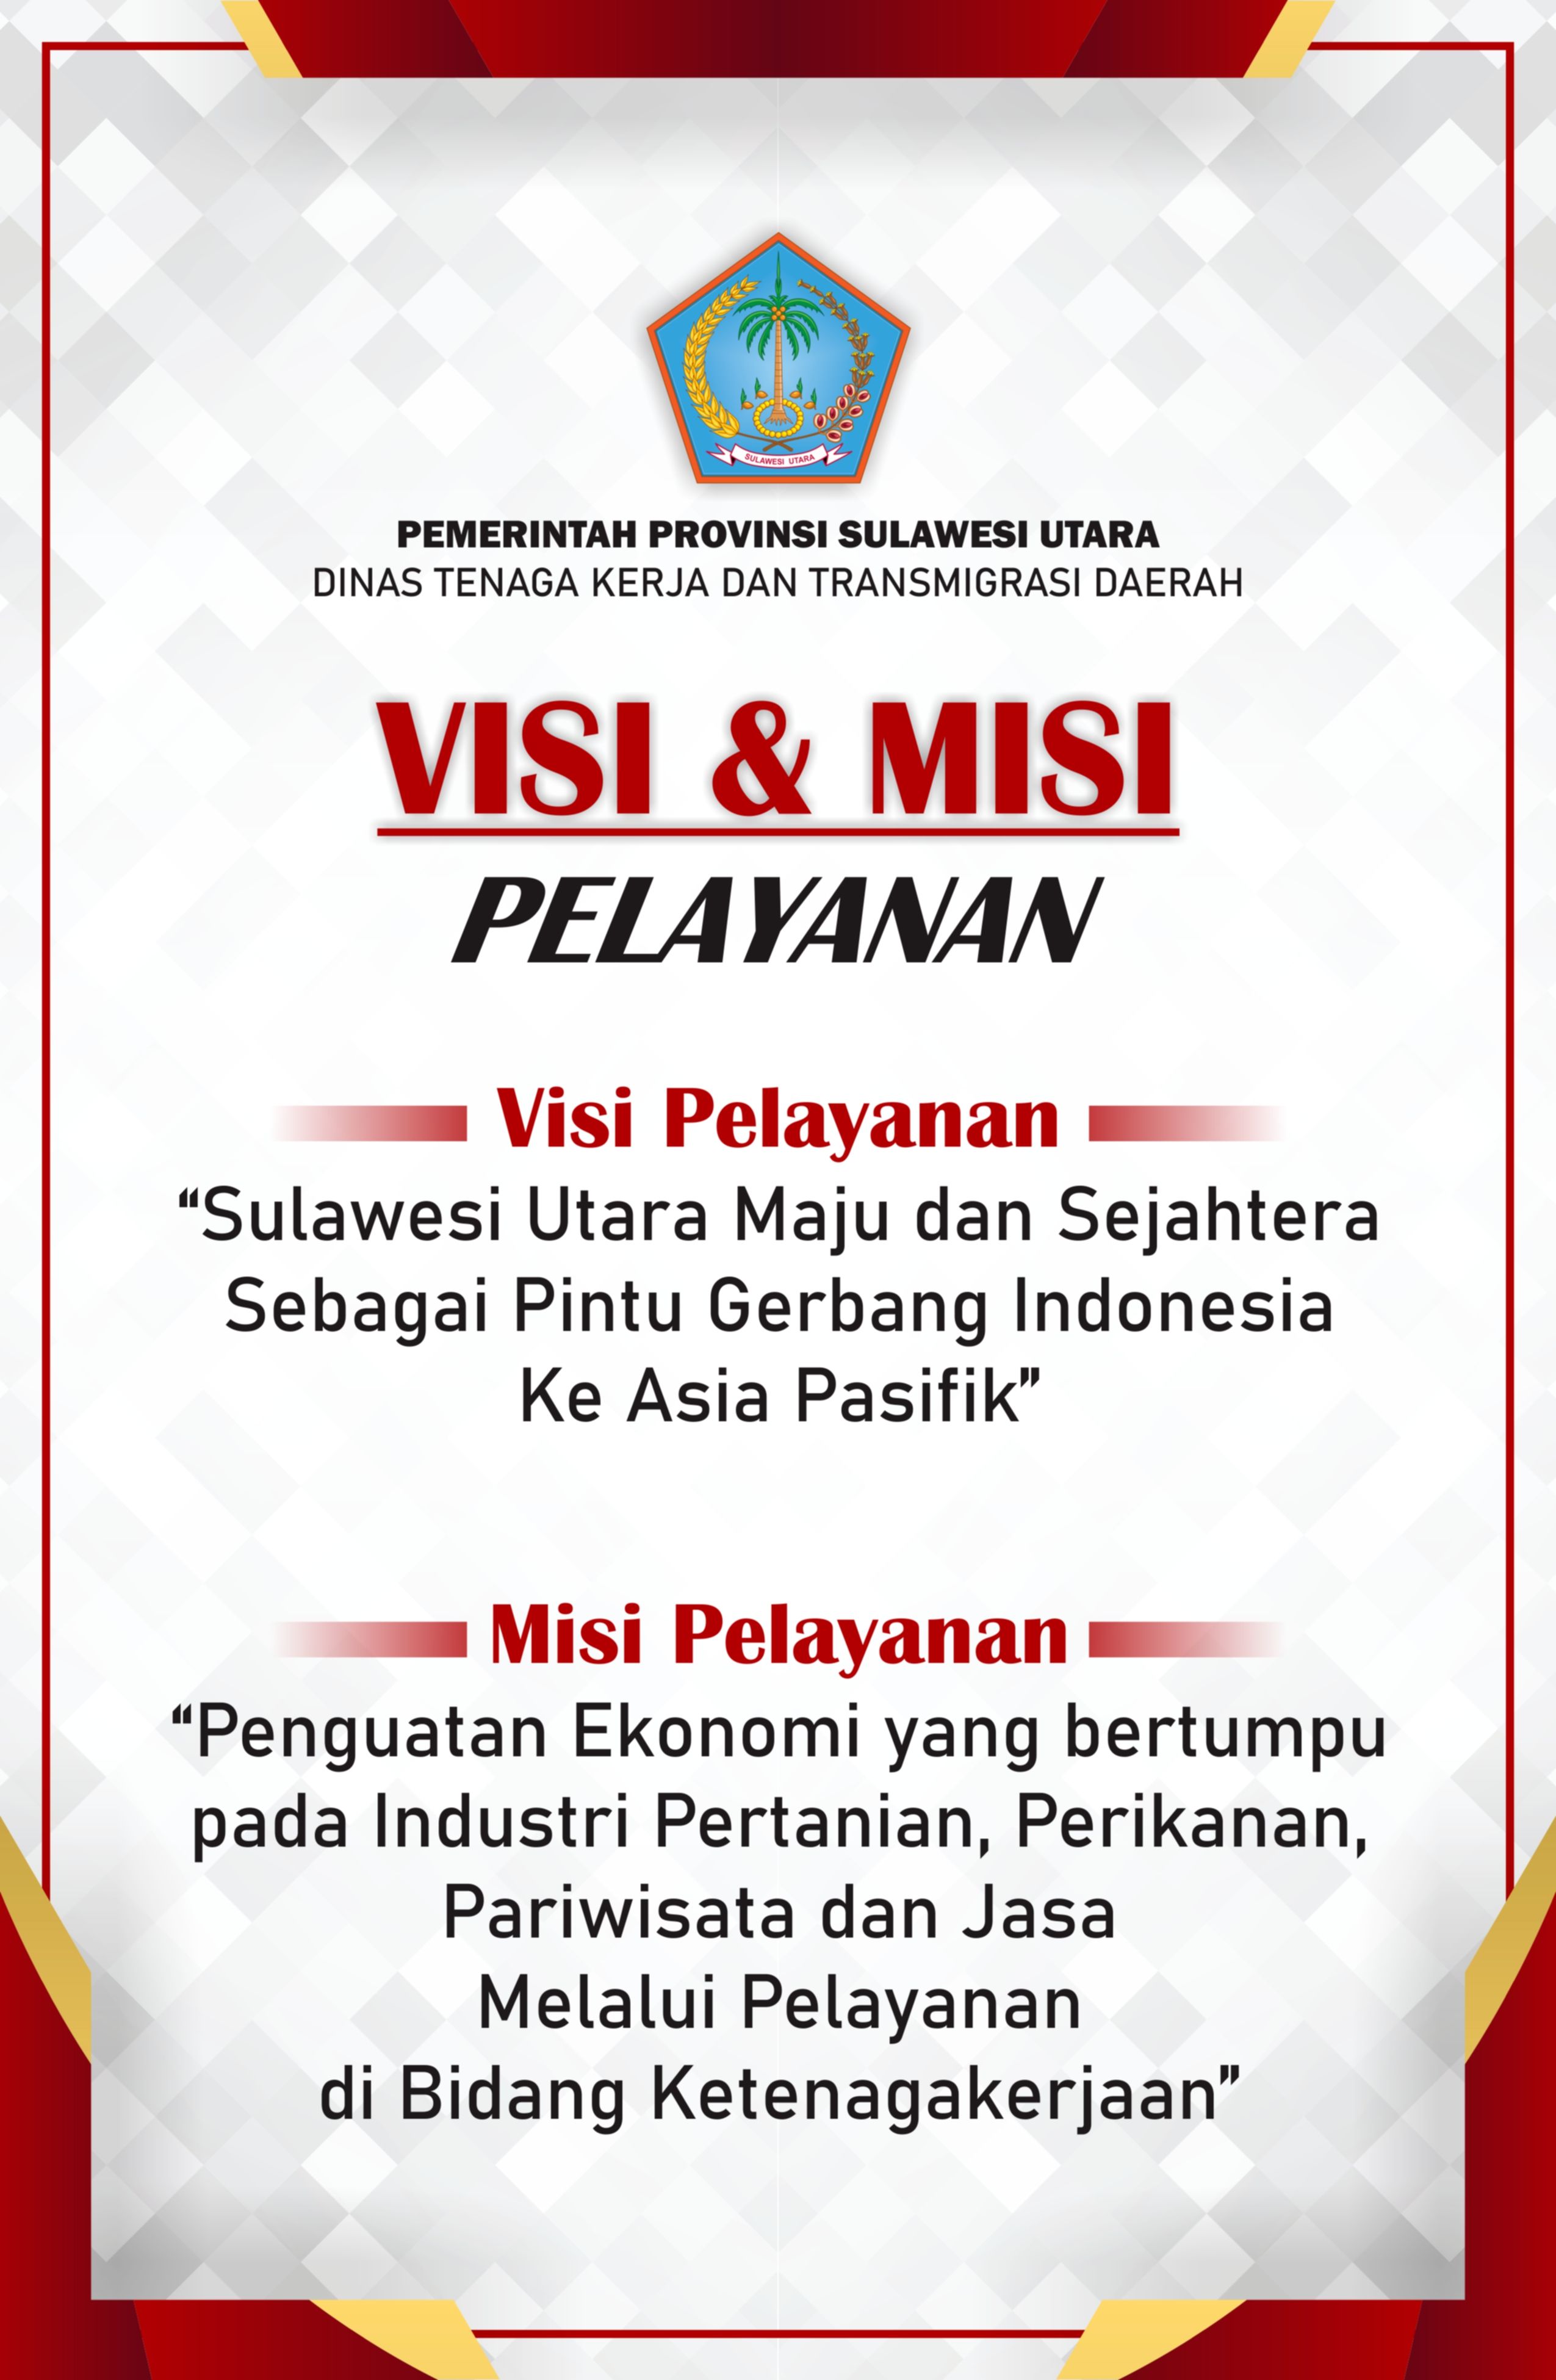 SULAWESI UTARA
PEMERINTAH PROVINSI SULAWESI UTARA
DINAS TENAGA KERJA DAN TRANSMIGRASI DAERAH
VISI & MISI
PELAYANAN
Visi Pelayanan
“Sulawesi Utara Maju dan Sejahtera
Sebagai Pintu Gerbang Indonesia
Ke Asia Pasifik”
Misi Pelayanan
“Penguatan Ekonomi yang bertumpu
pada Industri Pertanian, Perikanan,
Pariwisata dan Jasa
Melalui Pelayanan
di Bidang Ketenagakerjaan”